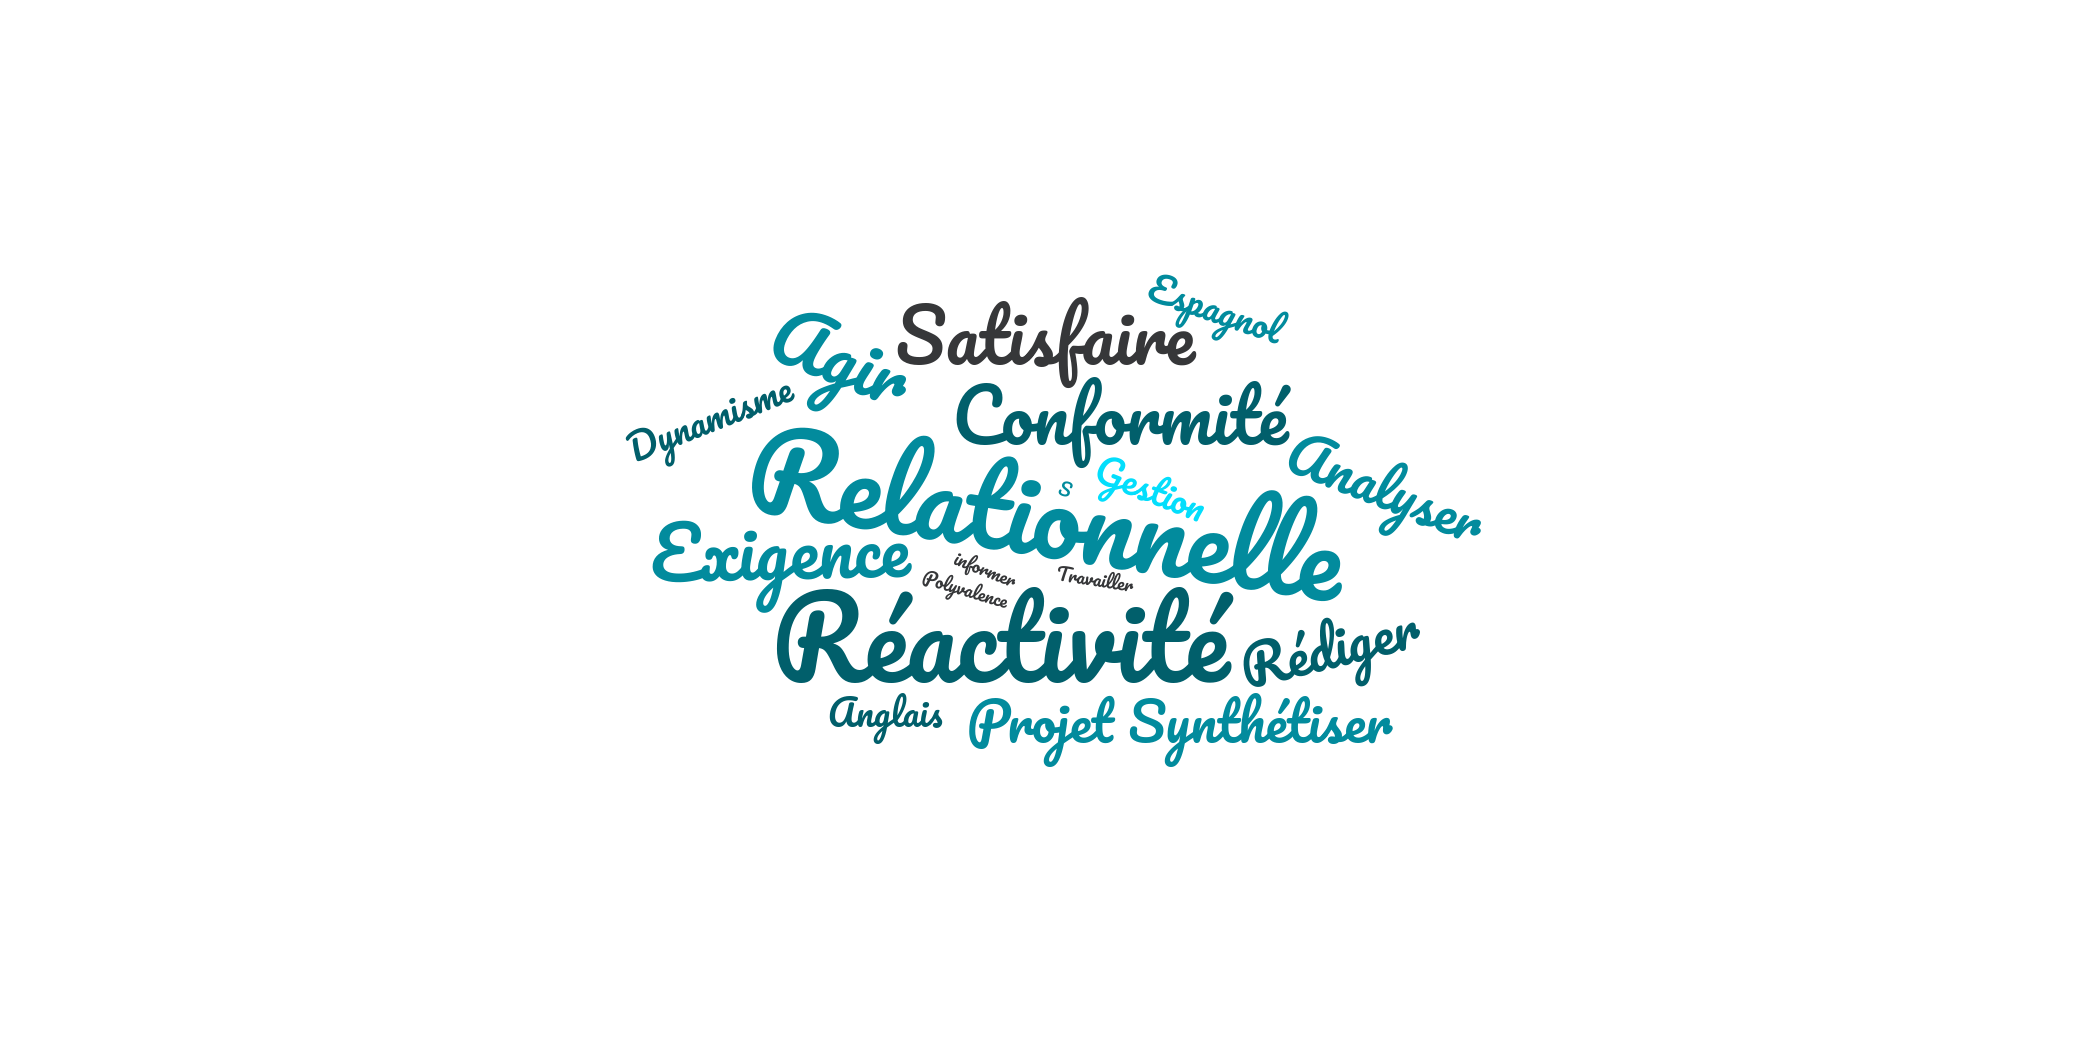 Espagnol
Satisfaire
Agir
Dynamisme
Conformité
Analyser
Relationnelle
Gestion
s
Exigence
informer
Travailler
Polyvalence
Réactivité
Rédiger
Anglais
Projet Synthétiser